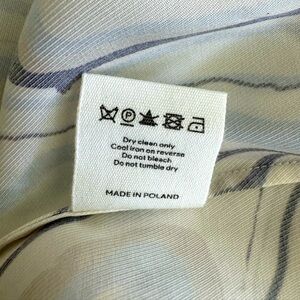 P
Dry clean only
Cool iron on reverse
Do not bleach
Do not tumble dry
MADE IN POLAND